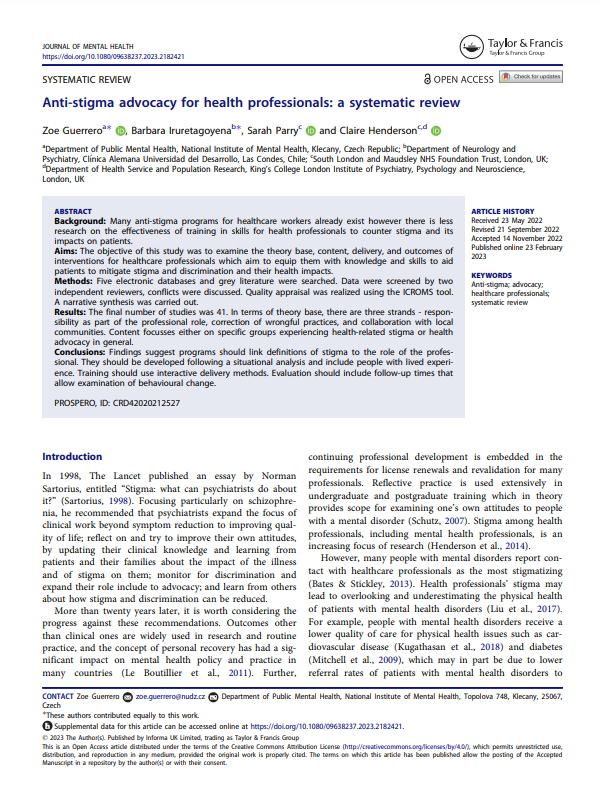 JOURNAL OF MENTAL HEALTH
https://doi.org/10.1080/09638237.2023.2182421
Taylor & Francis
Taylor & Francis Group
SYSTEMATIC REVIEW
OPEN ACCESS
Check for updates
Anti-stigma advocacy for health professionals: a systematic review
Zoe Guerreroa*, Barbara Iruretagoyenab*, Sarah Parryc and Claire Hendersonc,d
aDepartment of Public Mental Health, National Institute of Mental Health, Klecany, Czech Republic; bDepartment of Neurology and
Psychiatry, Clínica Alemana Universidad del Desarrollo, Las Condes, Chile; cSouth London and Maudsley NHS Foundation Trust, London, UK;
dDepartment of Health Service and Population Research, King's College London Institute of Psychiatry, Psychology and Neuroscience,
London, UK
ABSTRACT
Background: Many anti-stigma programs for healthcare workers already exist however there is less
research on the effectiveness of training in skills for health professionals to counter stigma and its
impacts on patients.
Aims: The objective of this study was to examine the theory base, content, delivery, and outcomes of
interventions for healthcare professionals which aim to equip them with knowledge and skills to aid
patients to mitigate stigma and discrimination and their health impacts.
Methods: Five electronic databases and grey literature were searched. Data were screened by two
independent reviewers, conflicts were discussed. Quality appraisal was realized using the ICROMS tool.
A narrative synthesis was carried out.
Results: The final number of studies was 41. In terms of theory base, there are three strands - respon-
sibility as part of the professional role, correction of wrongful practices, and collaboration with local
communities. Content focusses either on specific groups experiencing health-related stigma or health
advocacy in general.
Conclusions: Findings suggest programs should link definitions of stigma to the role of the profes-
sional. They should be developed following a situational analysis and include people with lived experi-
ence. Training should use interactive delivery methods. Evaluation should include follow-up times that
allow examination of behavioural change.
PROSPERO, ID: CRD42020212527
ARTICLE HISTORY
Received 23 May 2022
Revised 21 September 2022
Accepted 14 November 2022
Published online 23 February
2023
KEYWORDS
Anti-stigma; advocacy;
healthcare professionals;
systematic review
Introduction
In 1998, The Lancet published an essay by Norman
Sartorius, entitled "Stigma: what can psychiatrists do about
it?" (Sartorius, 1998). Focusing particularly on schizophre-
nia, he recommended that psychiatrists expand the focus of
clinical work beyond symptom reduction to improving qual-
ity of life; reflect on and try to improve their own attitudes,
by updating their clinical knowledge and learning from
patients and their families about the impact of the illness
and of stigma on them; monitor for discrimination and
expand their role include to advocacy; and learn from others
about how stigma and discrimination can be reduced.
More than twenty years later, it is worth considering the
progress against these recommendations. Outcomes other
than clinical ones are widely used in research and routine
practice, and the concept of personal recovery has had a sig-
nificant impact on mental health policy and practice in
many countries (Le Boutillier et al., 2011). Further,
continuing professional development is embedded in the
requirements for license renewals and revalidation for many
professionals. Reflective practice is used extensively in
undergraduate and postgraduate training which in theory
provides scope for examining one's own attitudes to people
with a mental disorder (Schutz, 2007). Stigma among health
professionals, including mental health professionals, is an
increasing focus of research (Henderson et al., 2014).
However, many people with mental disorders report con-
tact with healthcare professionals as the most stigmatizing
(Bates & Stickley, 2013). Health professionals' stigma may
lead to overlooking and underestimating the physical health
of patients with mental health disorders (Liu et al., 2017).
For example, people with mental disorders receive a
lower quality of care for physical health issues such as car-
diovascular disease (Kugathasan et al., 2018) and diabetes
(Mitchell et al., 2009), which may in part be due to lower
referral rates of patients with mental health disorders to
CONTACT Zoe Guerrero zoe.guerrero@nudz.cz Department of Public Mental Health, National Institute of Mental Health, Topolova 748, Klecany, 25067,
Czech
*These authors contributed equally to this work.
Supplemental data for this article can be accessed online at https://doi.org/10.1080/09638237.2023.2182421.
© 2023 The Author(s). Published by Informa UK Limited, trading as Taylor & Francis Group
This is an Open Access article distributed under the terms of the Creative Commons Attribution License (http://creativecommons.org/licenses/by/4.0/), which permits unrestricted use,
distribution, and reproduction in any medium, provided the original work is properly cited. The terms on which this article has been published allow the posting of the Accepted
Manuscript in a repository by the author(s) or with their consent.